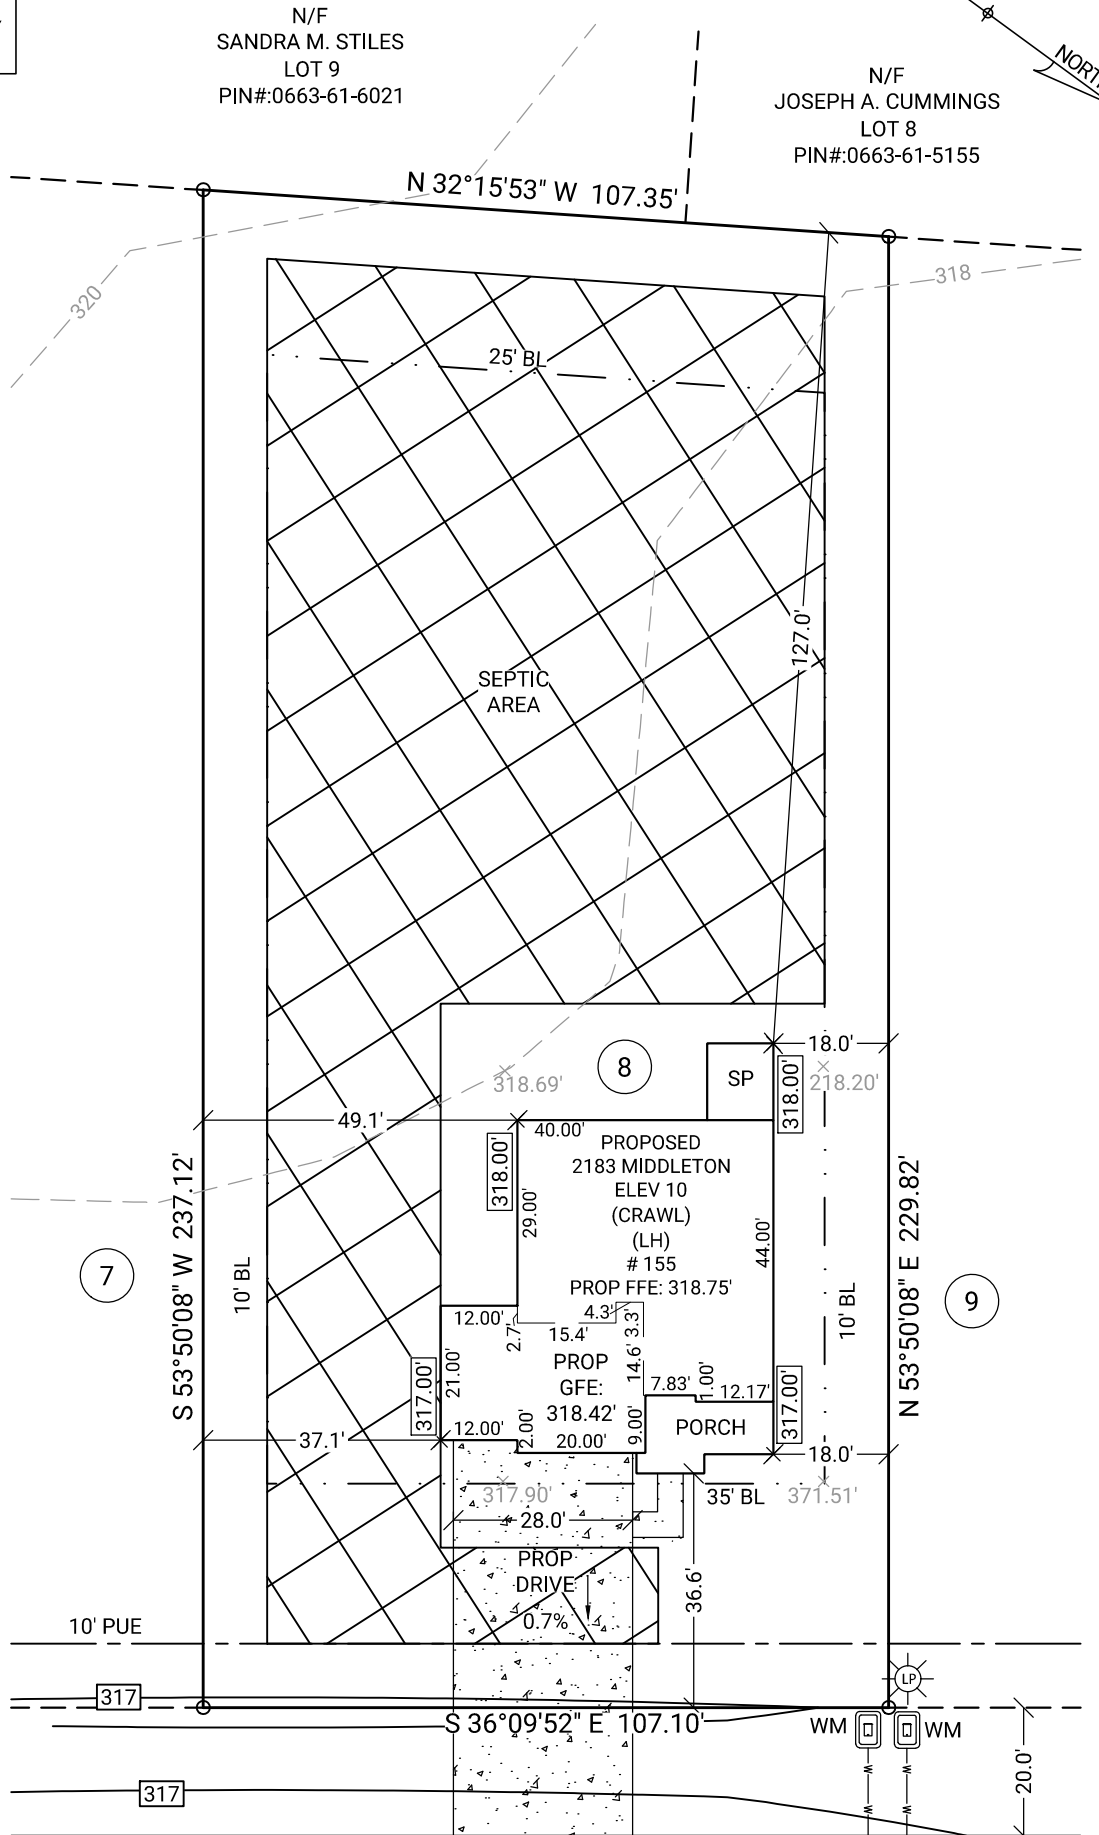 N/F
SANDRA M. STILES
LOT 9
PIN#:0663-61-6021
N/F
JOSEPH A. CUMMINGS
LOT 8
PIN#:0663-61-5155
N 32°15'53" W 107.35'
320
318
25' BL
127.0'
SEPTIC
AREA
18.0'
8
SP
318.00'
318.69'
218.20'
49.1'
40.00'
318.00'
29.00'
PROPOSED
2183 MIDDLETON
ELEV 10
(CRAWL)
(LH)
# 155
PROP FFE: 318.75'
44.00'
S 53°50'08" W 237.12'
N 53°50'08" E 229.82'
7
10' BL
10' BL
9
12.00'
2.7'
15.4'
4.3'
3.3'
14.6'
21.00'
317.00'
PROP
GFE:
318.42'
7.83'
1.00'
12.17'
317.00'
PORCH
9.00'
12.00'
2.00'
20.00'
37.1'
18.0'
317.90'
35' BL
371.51'
28.0'
PROP
DRIVE
0.7%
36.6'
10' PUE
LP
317
S 36°09'52" E 107.10'
WM
WM
317
W
W
W
W
20.0'